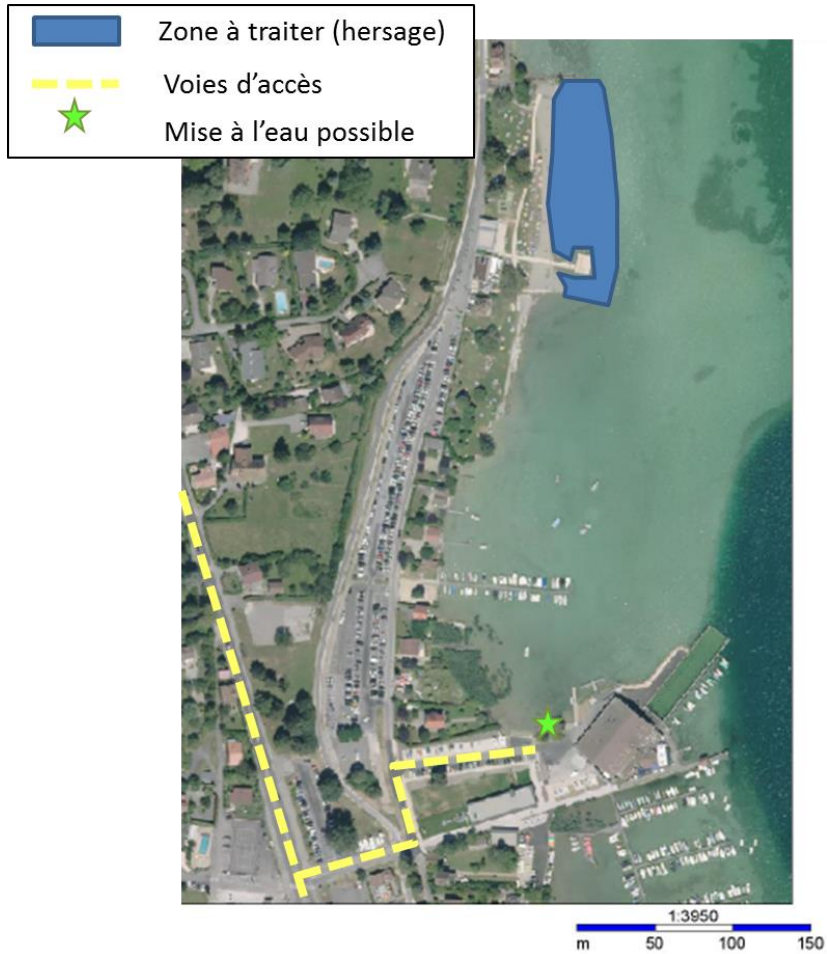 Zone à traiter (hersage)
Voies d’accès
Mise à l’eau possible
1:3950
m 50 100 150